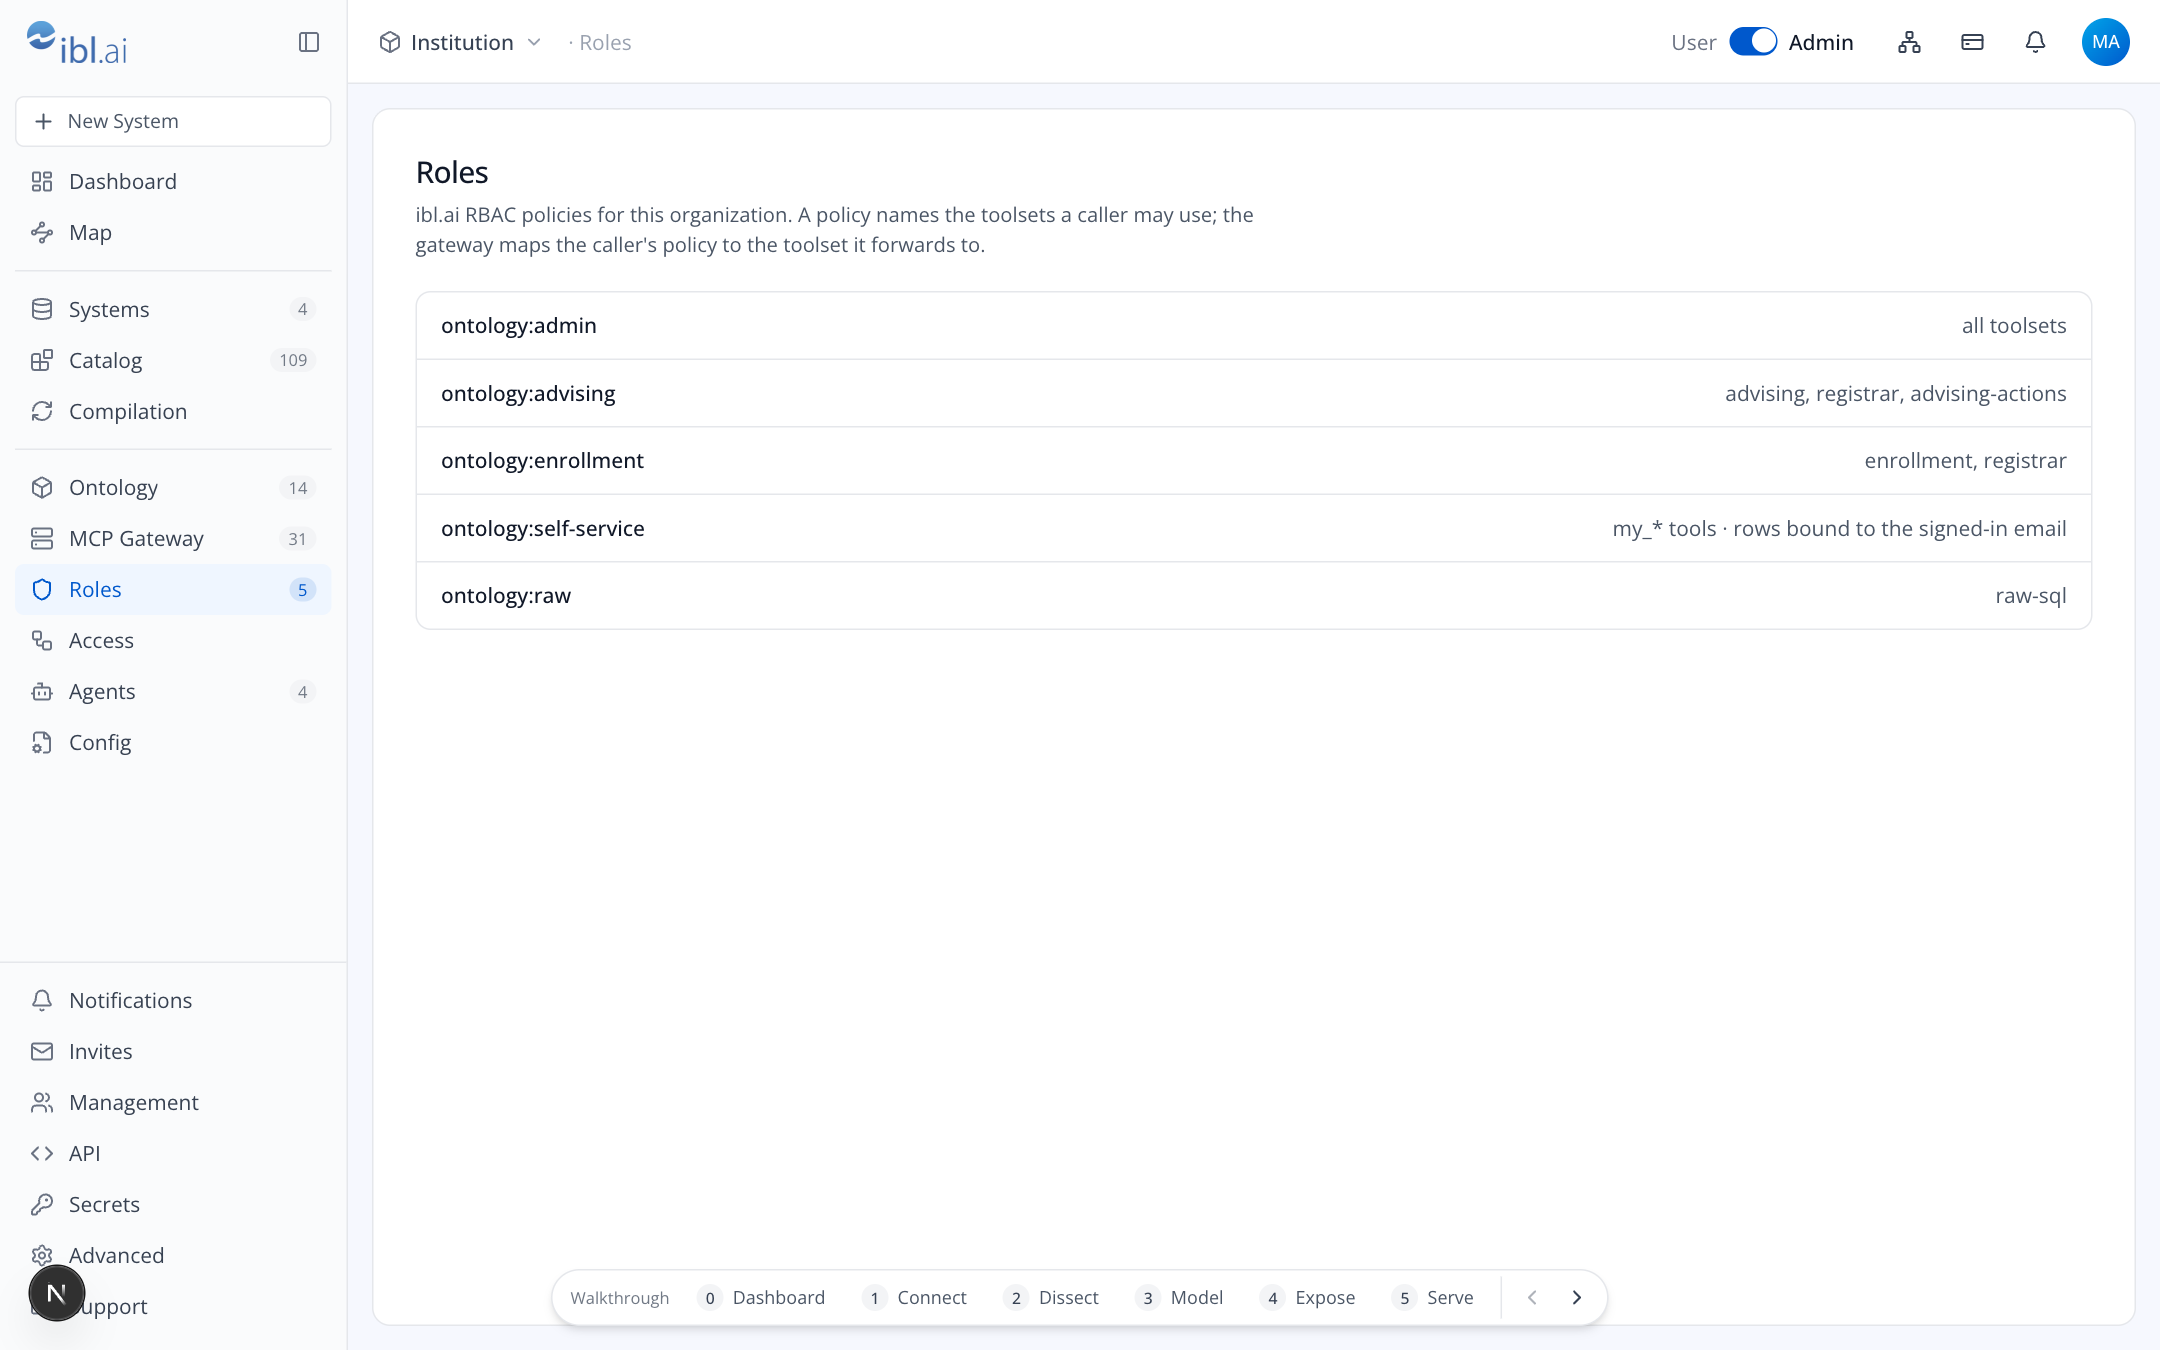 ibl.ai
New System
Dashboard
Map
Systems 4
Catalog 109
Compilation
Ontology 14
MCP Gateway 31
Roles 5
Access
Agents 4
Config
Notifications
Invites
Management
API
Secrets
Advanced
N
upport
Institution · Roles
User Admin
MA
Roles
ibl.ai RBAC policies for this organization. A policy names the toolsets a caller may use; the
gateway maps the caller's policy to the toolset it forwards to.
ontology:admin all toolsets
ontology:advising advising, registrar, advising-actions
ontology:enrollment enrollment, registrar
ontology:self-service my_* tools · rows bound to the signed-in email
ontology:raw raw-sql
Walkthrough 0 Dashboard 1 Connect 2 Dissect 3 Model 4 Expose 5 Serve